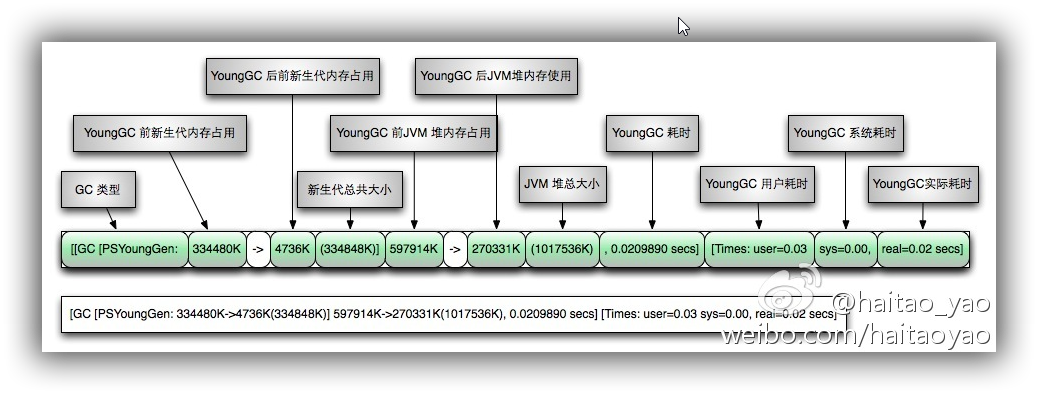 YoungGC 后前新生代内存占用
YoungGC 后JVM堆内存使用
YoungGC 前新生代内存占用
YoungGC 前JVM 堆内存占用
YoungGC 耗时
YoungGC 系统耗时
GC 类型
新生代总共大小
JVM 堆总大小
YoungGC 用户耗时
YoungGC实际耗时
[[GC [PSYoungGen: 334480K -> 4736K (334848K)] 597914K -> 270331K (1017536K) , 0.0209890 secs] [Times: user=0.03 sys=0.00, real=0.02 secs]
[GC [PSYoungGen: 334480K->4736K(334848K)] 597914K->270331K(1017536K), 0.0209890 secs] [Times: user=0.03 sys=0.00, real=0.02 secs]
@haitao_yao
weibo.com/haitaoyao